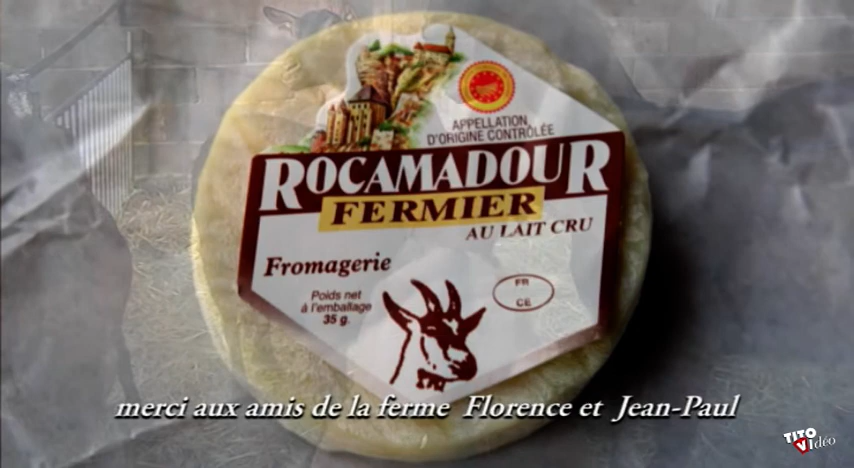 APPELLATION
D'ORIGINE CONTRÔLÉE
ROCAMADOUR
FERMIER
AU LAIT CRU
Fromagerie
Poids net
à l'emballage
35 g.
FR
CE
merci aux amis de la ferme Florence et Jean-Paul
TITO
VIdéo